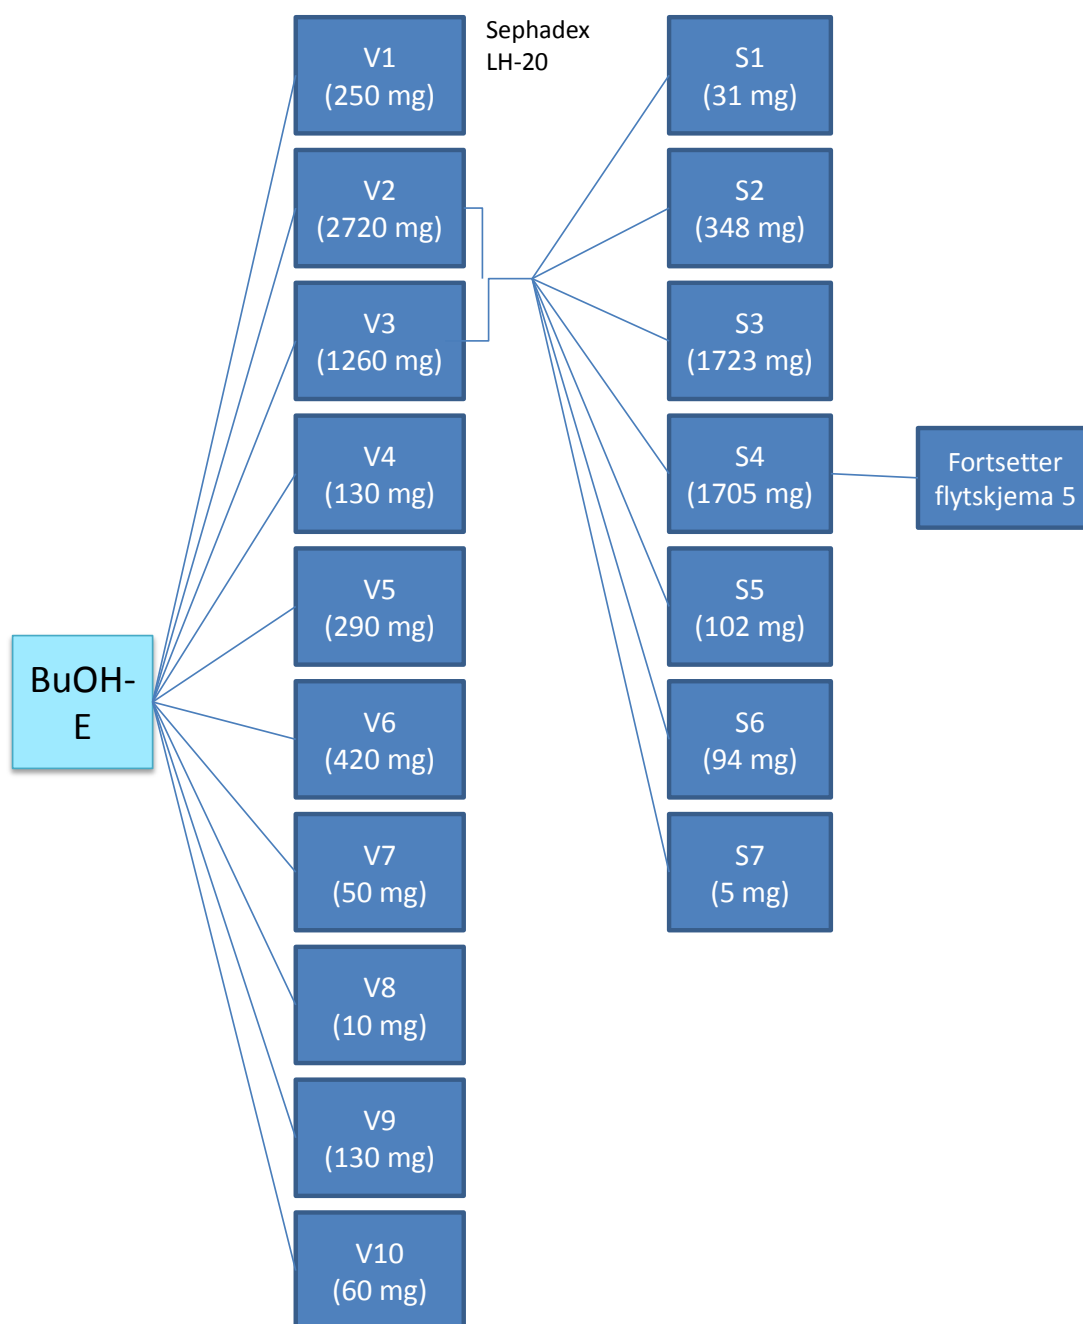 Sephadex
LH-20
V1
(250 mg)
V2
(2720 mg)
V3
(1260 mg)
V4
(130 mg)
V5
(290 mg)
V6
(420 mg)
V7
(50 mg)
V8
(10 mg)
V9
(130 mg)
V10
(60 mg)
BuOH-
E
S1
(31 mg)
S2
(348 mg)
S3
(1723 mg)
S4
(1705 mg)
S5
(102 mg)
S6
(94 mg)
S7
(5 mg)
Fortsetter
flytskjema 5